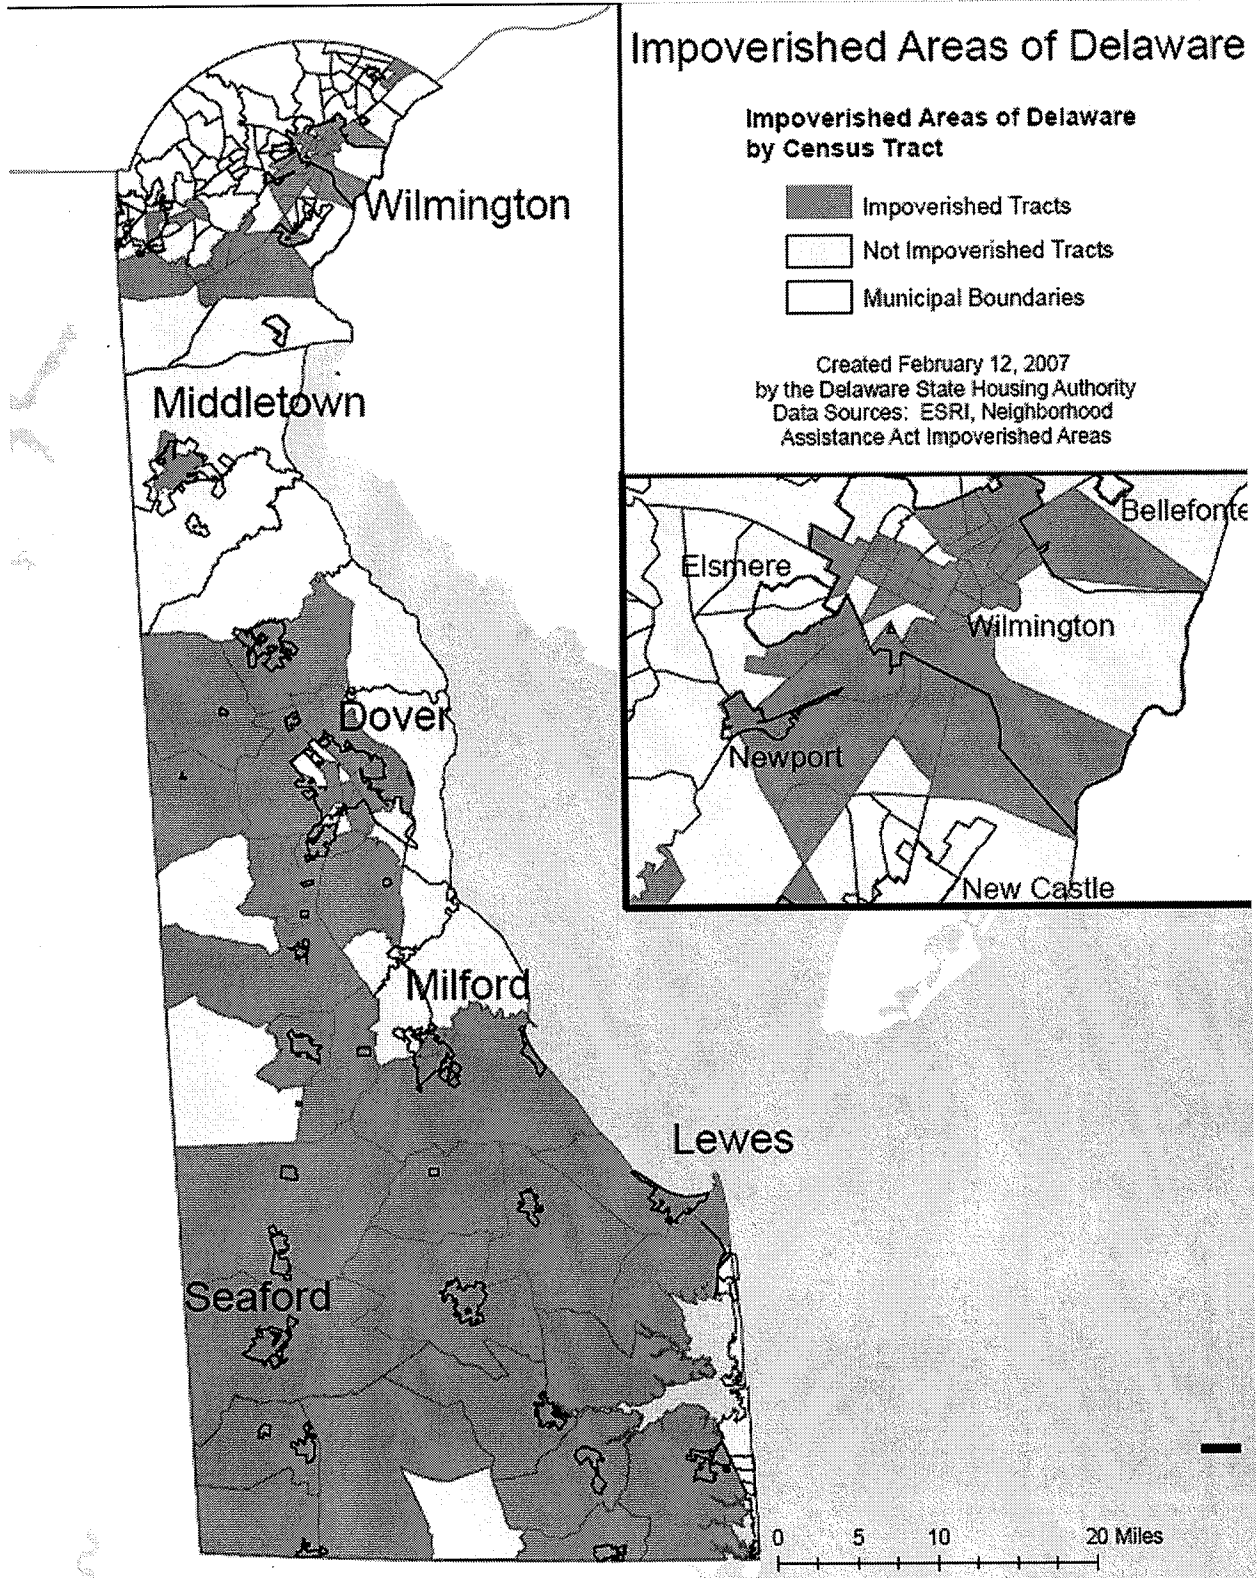 Impoverished Areas of Delaware
Impoverished Areas of Delaware
by Census Tract
Impoverished Tracts
Not Impoverished Tracts
Municipal Boundaries
Created February 12, 2007
by the Delaware State Housing Authority
Data Sources: ESRI, Neighborhood
Assistance Act Impoverished Areas
Wilmington
Middletown
Dover
Milford
Lewes
Seaford
Bellefonte
Elsmere
Wilmington
Newport
New Castle
0 5 10 20 Miles